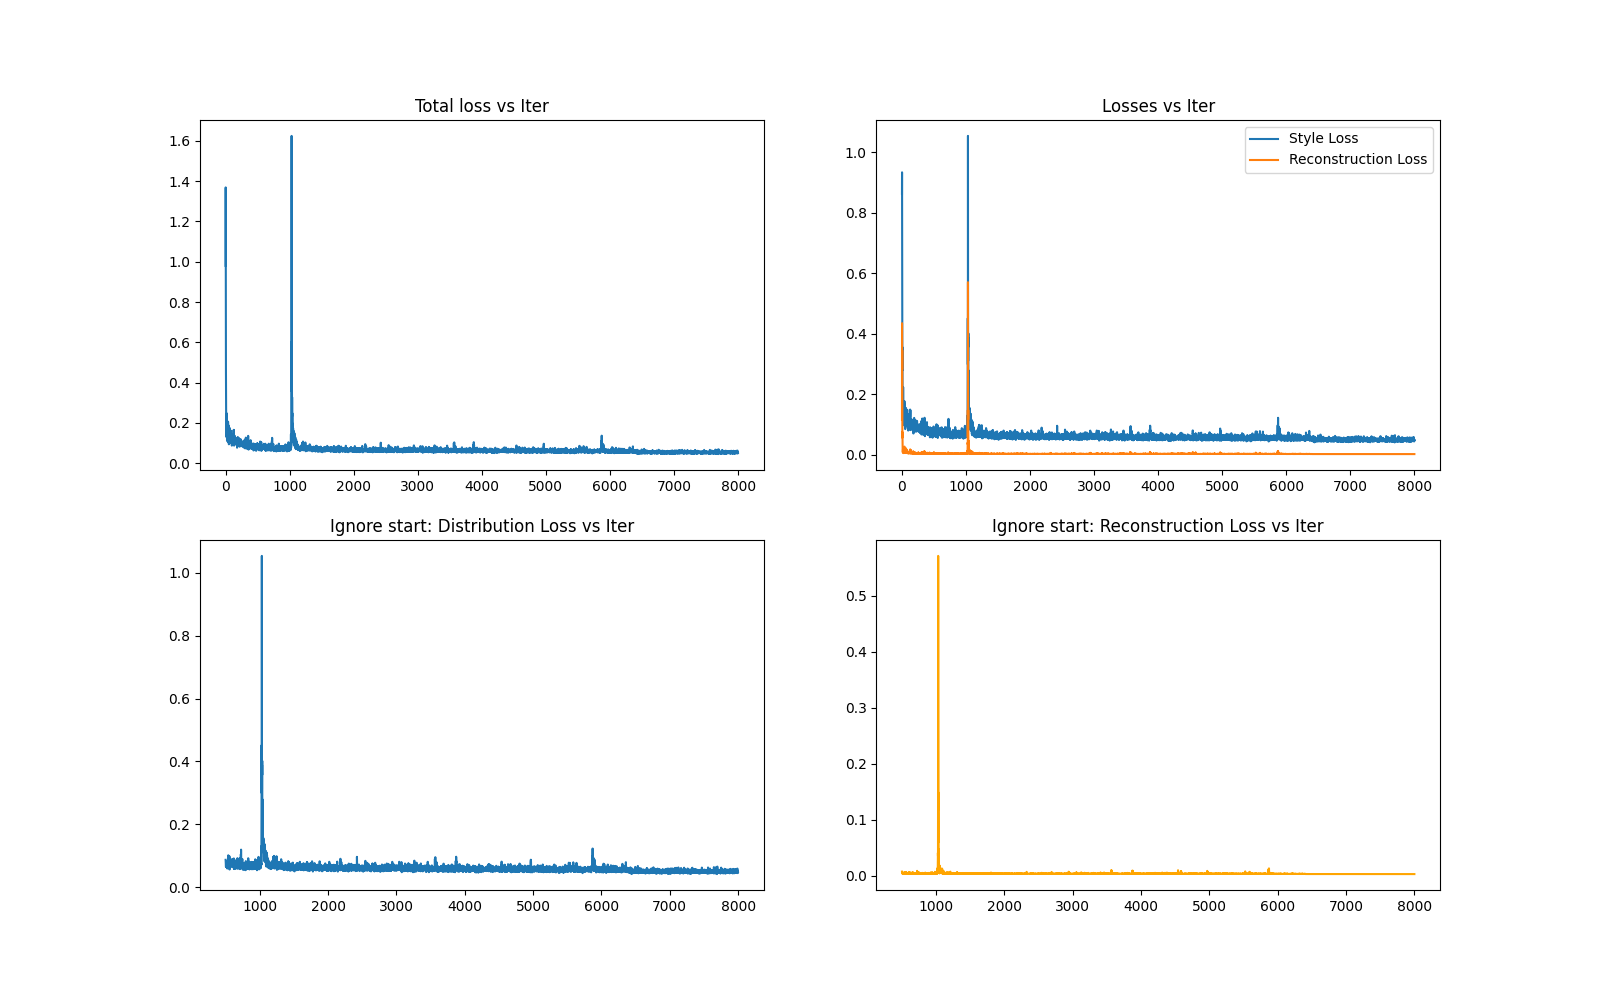 Total loss vs Iter
1.6
1.4
1.2
1.0
0.8
0.6
0.4
0.2
0.0
0 1000 2000 3000 4000 5000 6000 7000 8000
Losses vs Iter
Style Loss
Reconstruction Loss
1.0
0.8
0.6
0.4
0.2
0.0
0 1000 2000 3000 4000 5000 6000 7000 8000
Ignore start: Distribution Loss vs Iter
1.0
0.8
0.6
0.4
0.2
0.0
1000 2000 3000 4000 5000 6000 7000 8000
Ignore start: Reconstruction Loss vs Iter
0.5
0.4
0.3
0.2
0.1
0.0
1000 2000 3000 4000 5000 6000 7000 8000